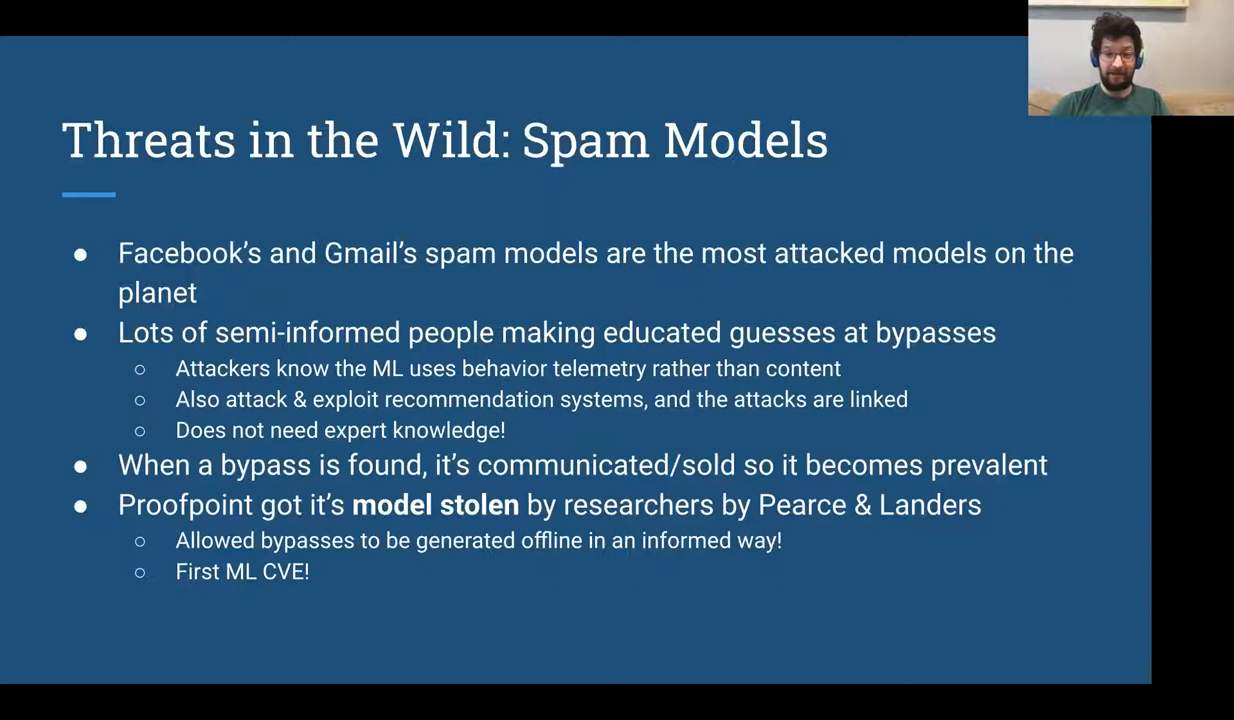 Threats in the Wild: Spam Models
● Facebook’s and Gmail’s spam models are the most attacked models on the
planet
● Lots of semi-informed people making educated guesses at bypasses
○ Attackers know the ML uses behavior telemetry rather than content
○ Also attack & exploit recommendation systems, and the attacks are linked
○ Does not need expert knowledge!
● When a bypass is found, it’s communicated/sold so it becomes prevalent
● Proofpoint got it’s model stolen by researchers by Pearce & Landers
○ Allowed bypasses to be generated offline in an informed way!
○ First ML CVE!